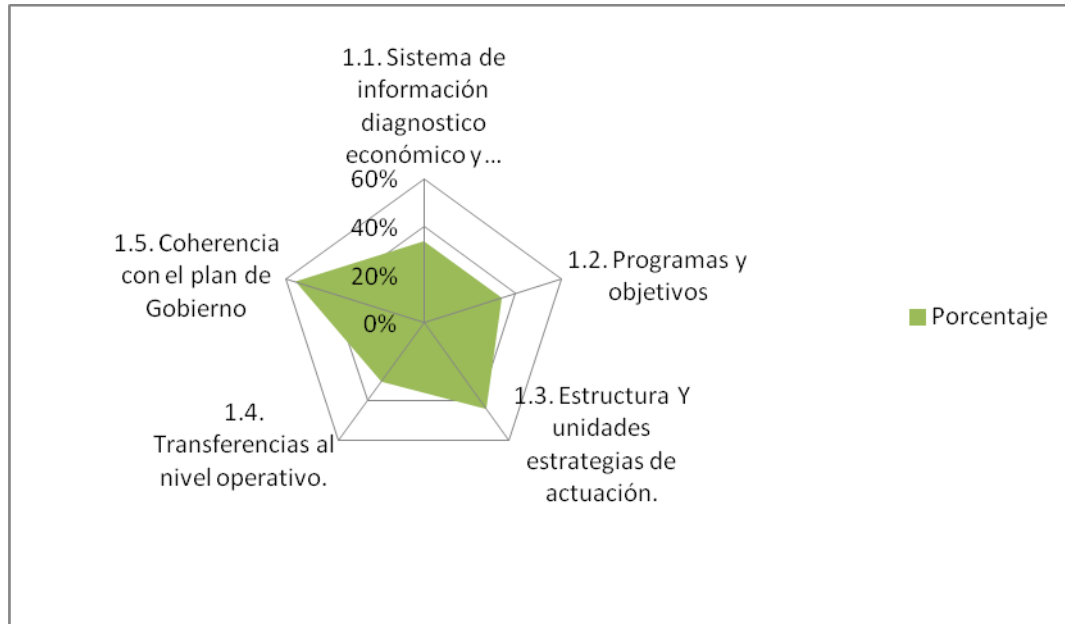 1.1. Sistema de
información
diagnostico
económico y ...
60%
40%
20%
0%
1.2. Programas y
objetivos
1.3. Estructura Y
unidades
estrategias de
actuación.
1.4.
Transferencias al
nivel operativo.
1.5. Coherencia
con el plan de
Gobierno
Porcentaje